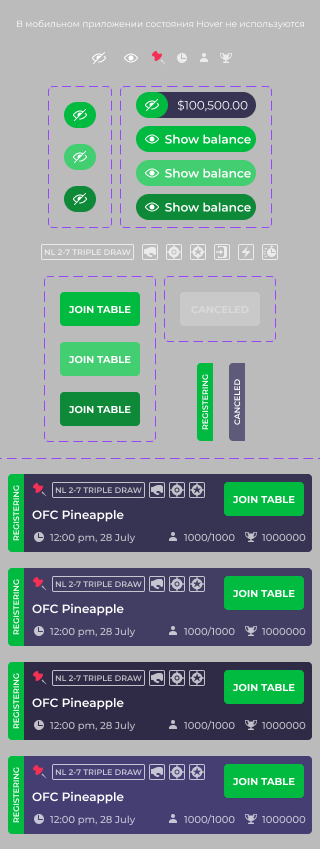 В мобильном приложении состояния Hover не используются
$100,500.00
Show balance
Show balance
Show balance
NL 2-7 TRIPLE DRAW
JOIN TABLE
JOIN TABLE
JOIN TABLE
CANCELED
REGISTERING
CANCELED
REGISTERING
NL 2-7 TRIPLE DRAW
JOIN TABLE
OFC Pineapple
12:00 pm, 28 July
1000/1000
1000000
REGISTERING
NL 2-7 TRIPLE DRAW
JOIN TABLE
OFC Pineapple
12:00 pm, 28 July
1000/1000
1000000
REGISTERING
NL 2-7 TRIPLE DRAW
JOIN TABLE
OFC Pineapple
12:00 pm, 28 July
1000/1000
1000000
REGISTERING
NL 2-7 TRIPLE DRAW
JOIN TABLE
OFC Pineapple
12:00 pm, 28 July
1000/1000
1000000